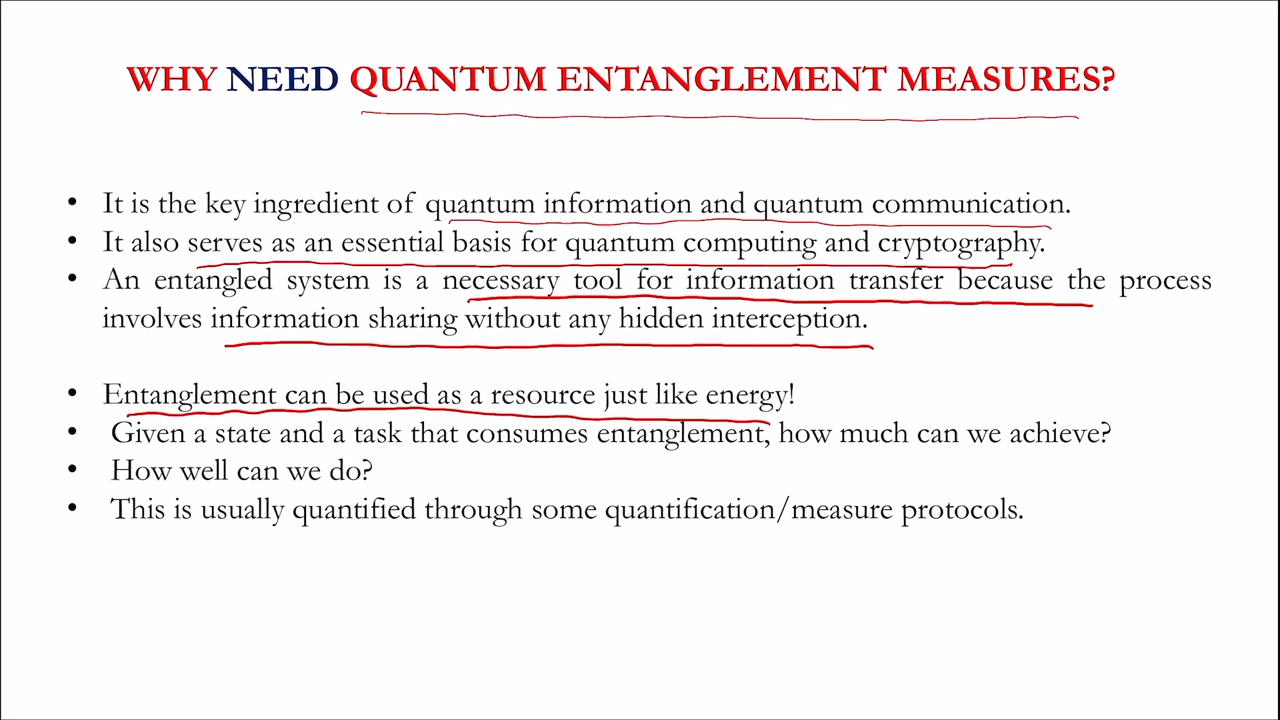 WHY NEED QUANTUM ENTANGLEMENT MEASURES?
• It is the key ingredient of quantum information and quantum communication.
• It also serves as an essential basis for quantum computing and cryptography.
• An entangled system is a necessary tool for information transfer because the process
involves information sharing without any hidden interception.
• Entanglement can be used as a resource just like energy!
• Given a state and a task that consumes entanglement, how much can we achieve?
• How well can we do?
• This is usually quantified through some quantification/measure protocols.